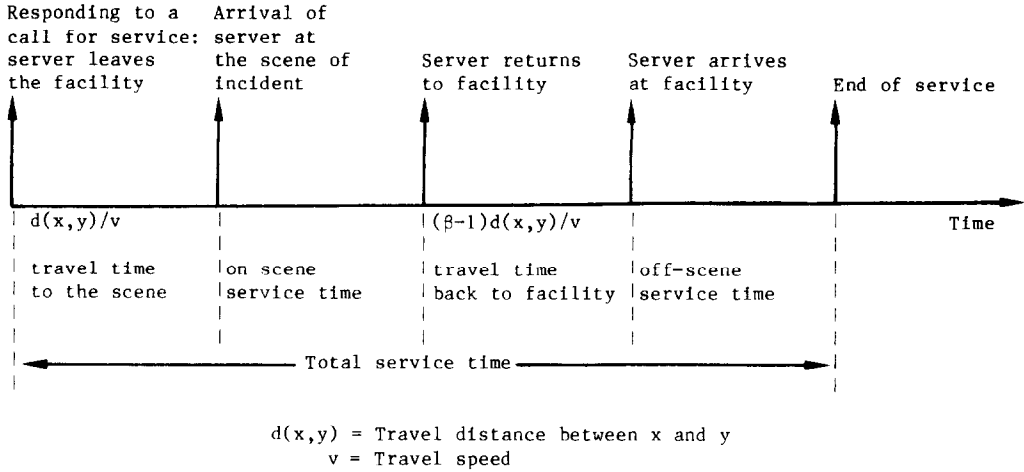 Responding to a
call for service:
server leaves
the facility
Arrival of
server at
the scene of
incident
Server returns
to facility
Server arrives
at facility
End of service
d(x,y)/v
(β-1)d(x,y)/v
Time
travel time
to the scene
on scene
service time
travel time
back to facility
off-scene
service time
Total service time
d(x,y) = Travel distance between x and y
v = Travel speed